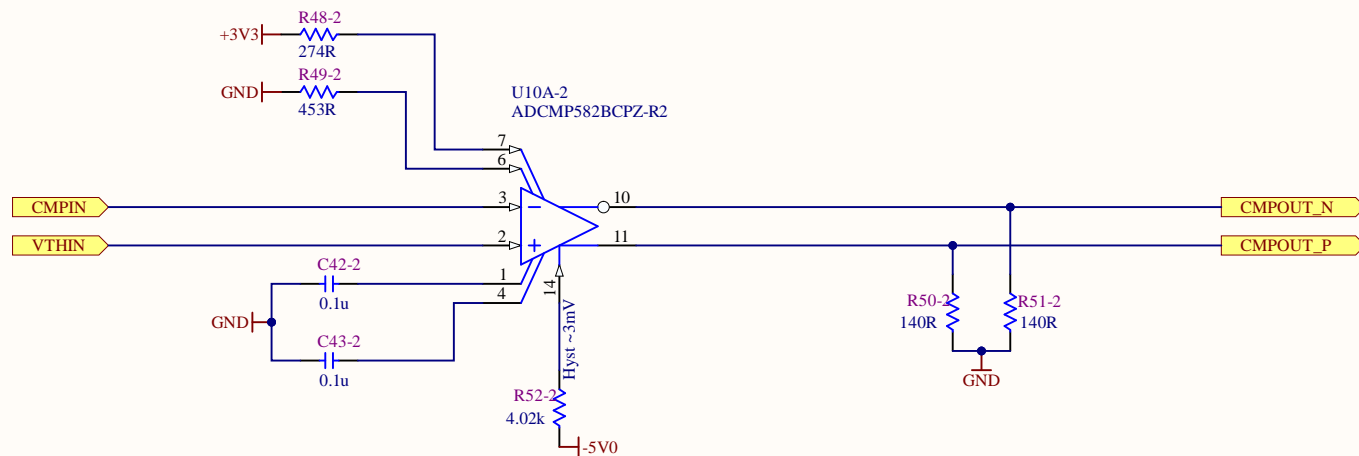 R48-2
+3V3
274R
R49-2
GND
453R
U10A-2
ADCMP582BCPZ-R2
7
6
CMPIN
3
−
10
CMPOUT_N
VTHIN
2
+
11
CMPOUT_P
C42-2
0.1u
1
4
14
GND
C43-2
0.1u
Hyst ~3mV
R50-2
140R
R51-2
140R
GND
R52-2
4.02k
-5V0